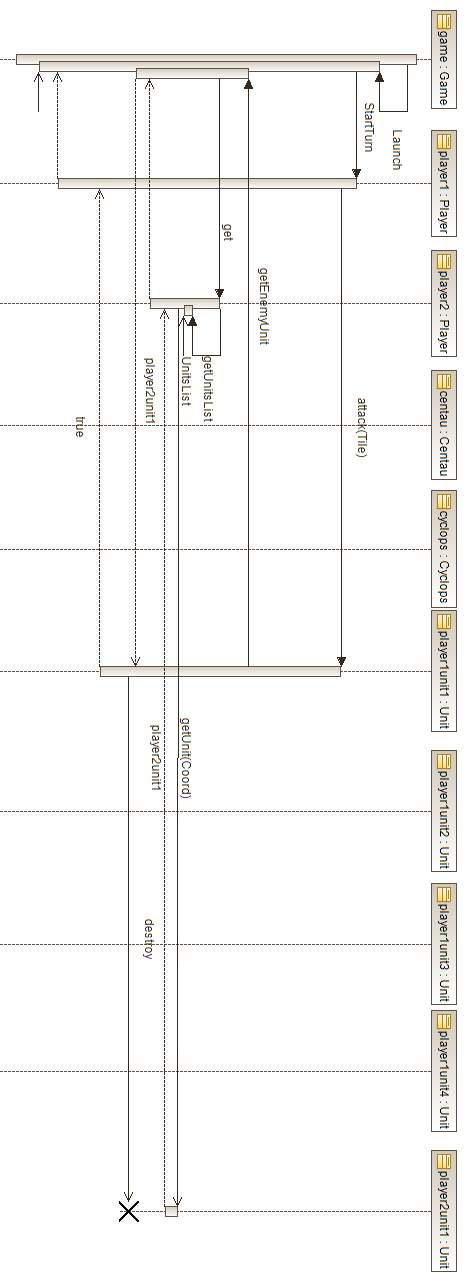 game : Game
player1 : Player
player2 : Player
centau : Centau
cyclops : Cyclops
player1unit1 : Unit
player1unit2 : Unit
player1unit3 : Unit
player1unit4 : Unit
player2unit1 : Unit
Launch
StartTurn
attack(Tile)
getEnemyUnit
get
getUnitsList
UnitsList
getUnit(Coord)
player2unit1
player2unit1
destroy
true